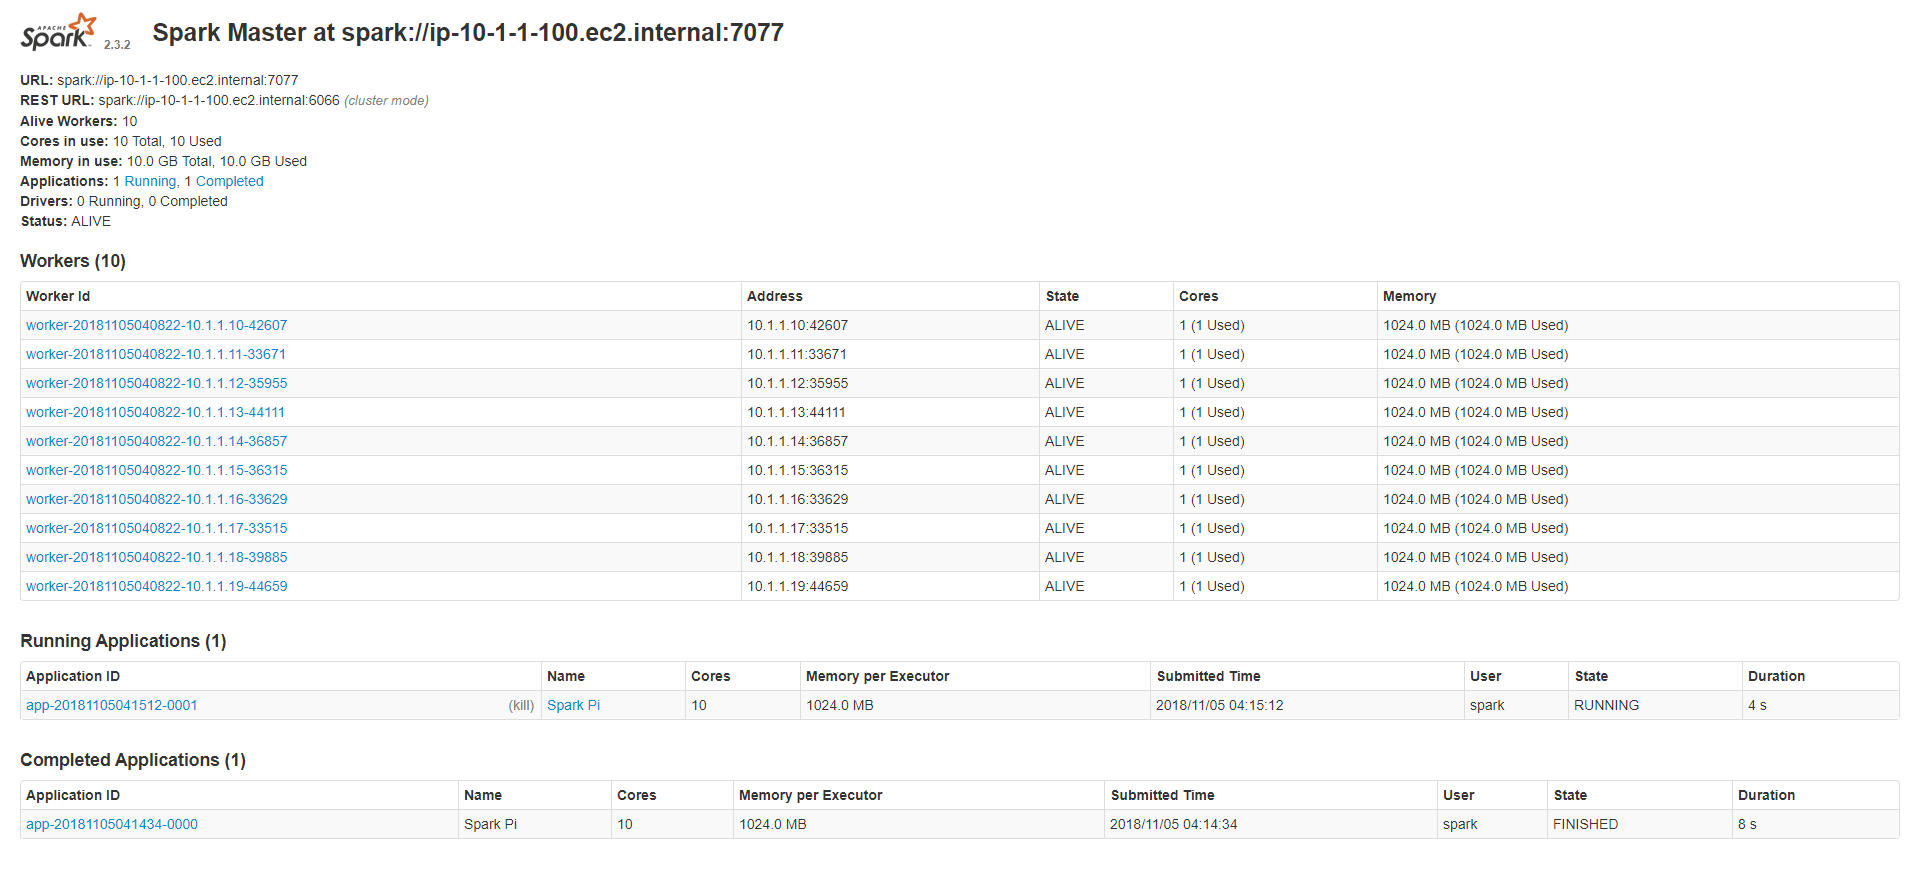 APACHE
Spark 2.3.2 Spark Master at spark://ip-10-1-1-100.ec2.internal:7077
URL: spark://ip-10-1-1-100.ec2.internal:7077
REST URL: spark://ip-10-1-1-100.ec2.internal:6066 (cluster mode)
Alive Workers: 10
Cores in use: 10 Total, 10 Used
Memory in use: 10.0 GB Total, 10.0 GB Used
Applications: 1 Running, 1 Completed
Drivers: 0 Running, 0 Completed
Status: ALIVE
Workers (10)
Worker Id Address State Cores Memory
worker-20181105040822-10.1.1.10-42607 10.1.1.10:42607 ALIVE 1 (1 Used) 1024.0 MB (1024.0 MB Used)
worker-20181105040822-10.1.1.11-33671 10.1.1.11:33671 ALIVE 1 (1 Used) 1024.0 MB (1024.0 MB Used)
worker-20181105040822-10.1.1.12-35955 10.1.1.12:35955 ALIVE 1 (1 Used) 1024.0 MB (1024.0 MB Used)
worker-20181105040822-10.1.1.13-44111 10.1.1.13:44111 ALIVE 1 (1 Used) 1024.0 MB (1024.0 MB Used)
worker-20181105040822-10.1.1.14-36857 10.1.1.14:36857 ALIVE 1 (1 Used) 1024.0 MB (1024.0 MB Used)
worker-20181105040822-10.1.1.15-36315 10.1.1.15:36315 ALIVE 1 (1 Used) 1024.0 MB (1024.0 MB Used)
worker-20181105040822-10.1.1.16-33629 10.1.1.16:33629 ALIVE 1 (1 Used) 1024.0 MB (1024.0 MB Used)
worker-20181105040822-10.1.1.17-33515 10.1.1.17:33515 ALIVE 1 (1 Used) 1024.0 MB (1024.0 MB Used)
worker-20181105040822-10.1.1.18-39885 10.1.1.18:39885 ALIVE 1 (1 Used) 1024.0 MB (1024.0 MB Used)
worker-20181105040822-10.1.1.19-44659 10.1.1.19:44659 ALIVE 1 (1 Used) 1024.0 MB (1024.0 MB Used)
Running Applications (1)
Application ID Name Cores Memory per Executor Submitted Time User State Duration
app-20181105041512-0001 (kill) Spark Pi 10 1024.0 MB 2018/11/05 04:15:12 spark RUNNING 4 s
Completed Applications (1)
Application ID Name Cores Memory per Executor Submitted Time User State Duration
app-20181105041434-0000 Spark Pi 10 1024.0 MB 2018/11/05 04:14:34 spark FINISHED 8 s